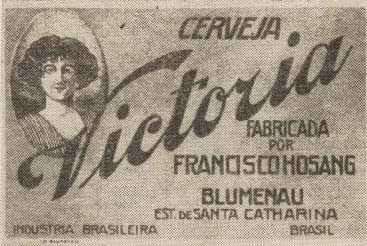 CERVEJA
Victoria
FABRICADA
POR
FRANCISCO HOSANG
BLUMENAU
EST. DE SANTA CATHARINA
INDUSTRIA BRASILEIRA
BRASIL